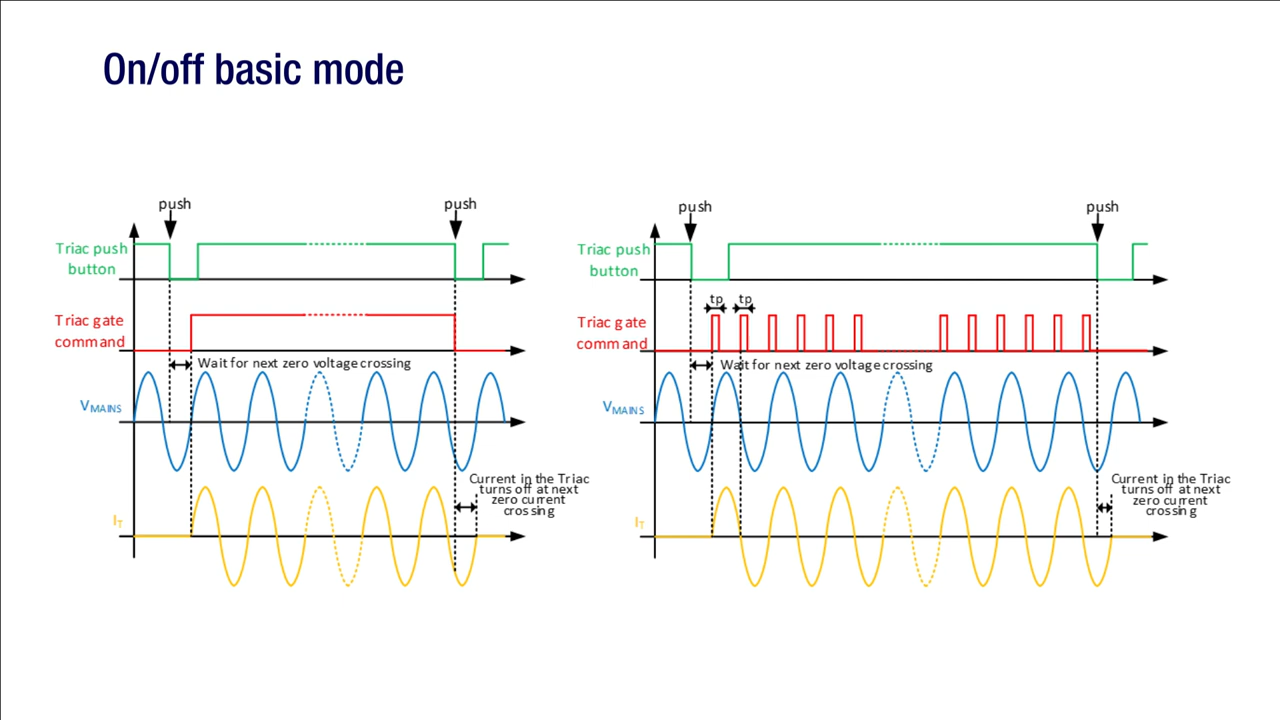 On/off basic mode
push
push
Triac push
button
Triac gate
command
Wait for next zero voltage crossing
VMAINS
Current in the Triac
turns off at next
zero current
crossing
IT
push
push
Triac push
button
tp
tp
Triac gate
command
Wait for next zero voltage crossing
VMAINS
Current in the Triac
turns off at next
zero current
crossing
IT